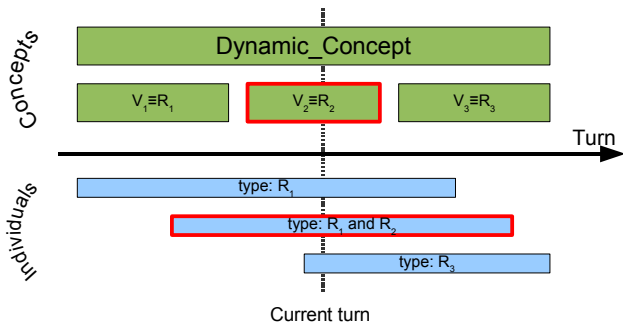 Concepts
Dynamic_Concept
V₁≡R₁
V₂≡R₂
V₃≡R₃
Turn
Individuals
type: R₁
type: R₁ and R₂
type: R₃
Current turn